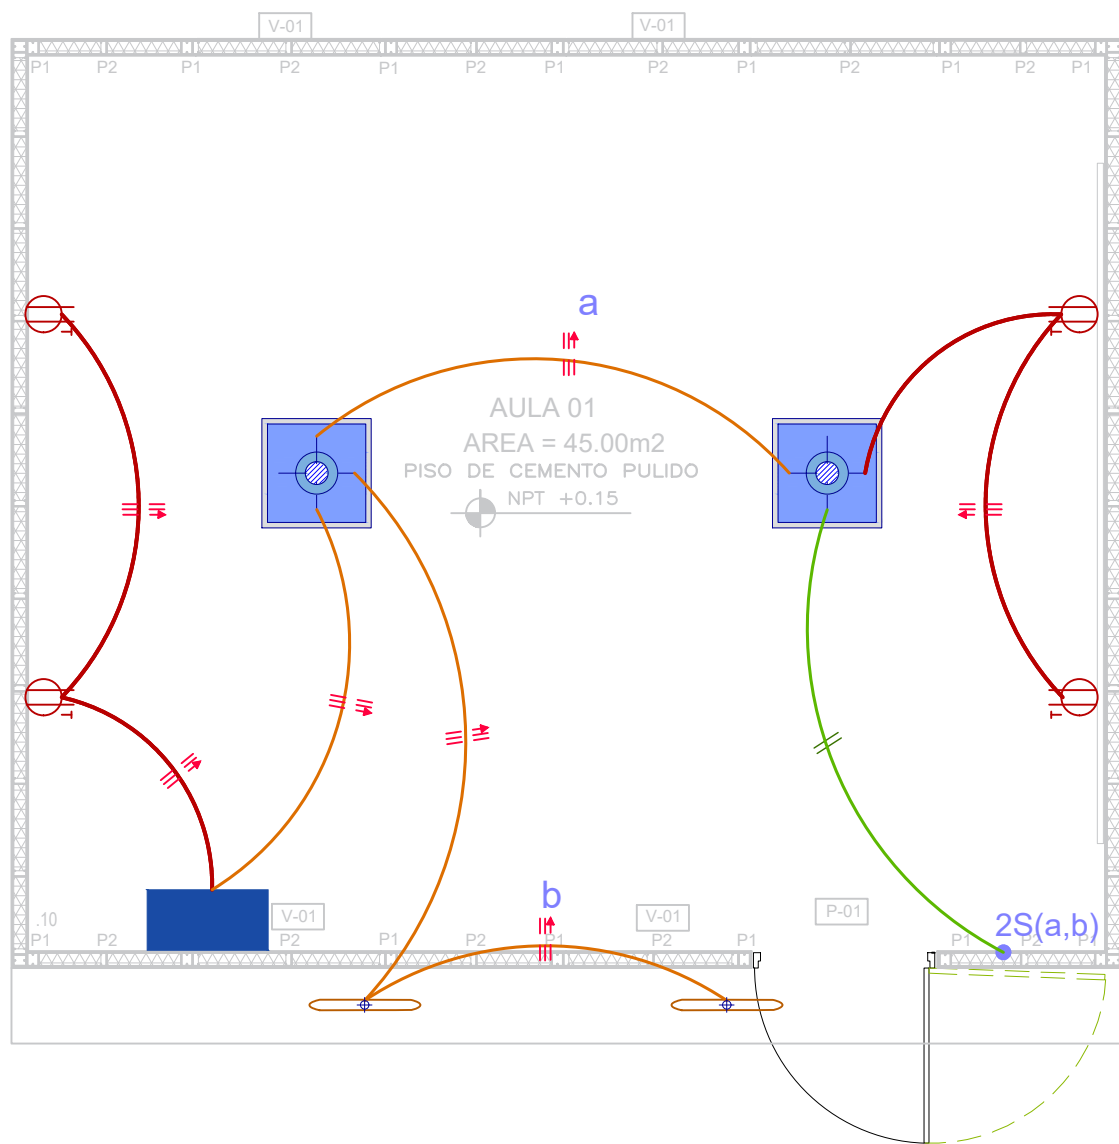 V-01
V-01
P1 P2 P1 P2 P1 P2 P1 P2 P1 P2 P1 P2 P1
a
AULA 01
AREA = 45.00m2
PISO DE CEMENTO PULIDO
NPT +0.15
b
.10
V-01
V-01
P-01
2S(a,b)
P1 P2 P2 P1 P2 P1 P2 P1 P1 P2 P1